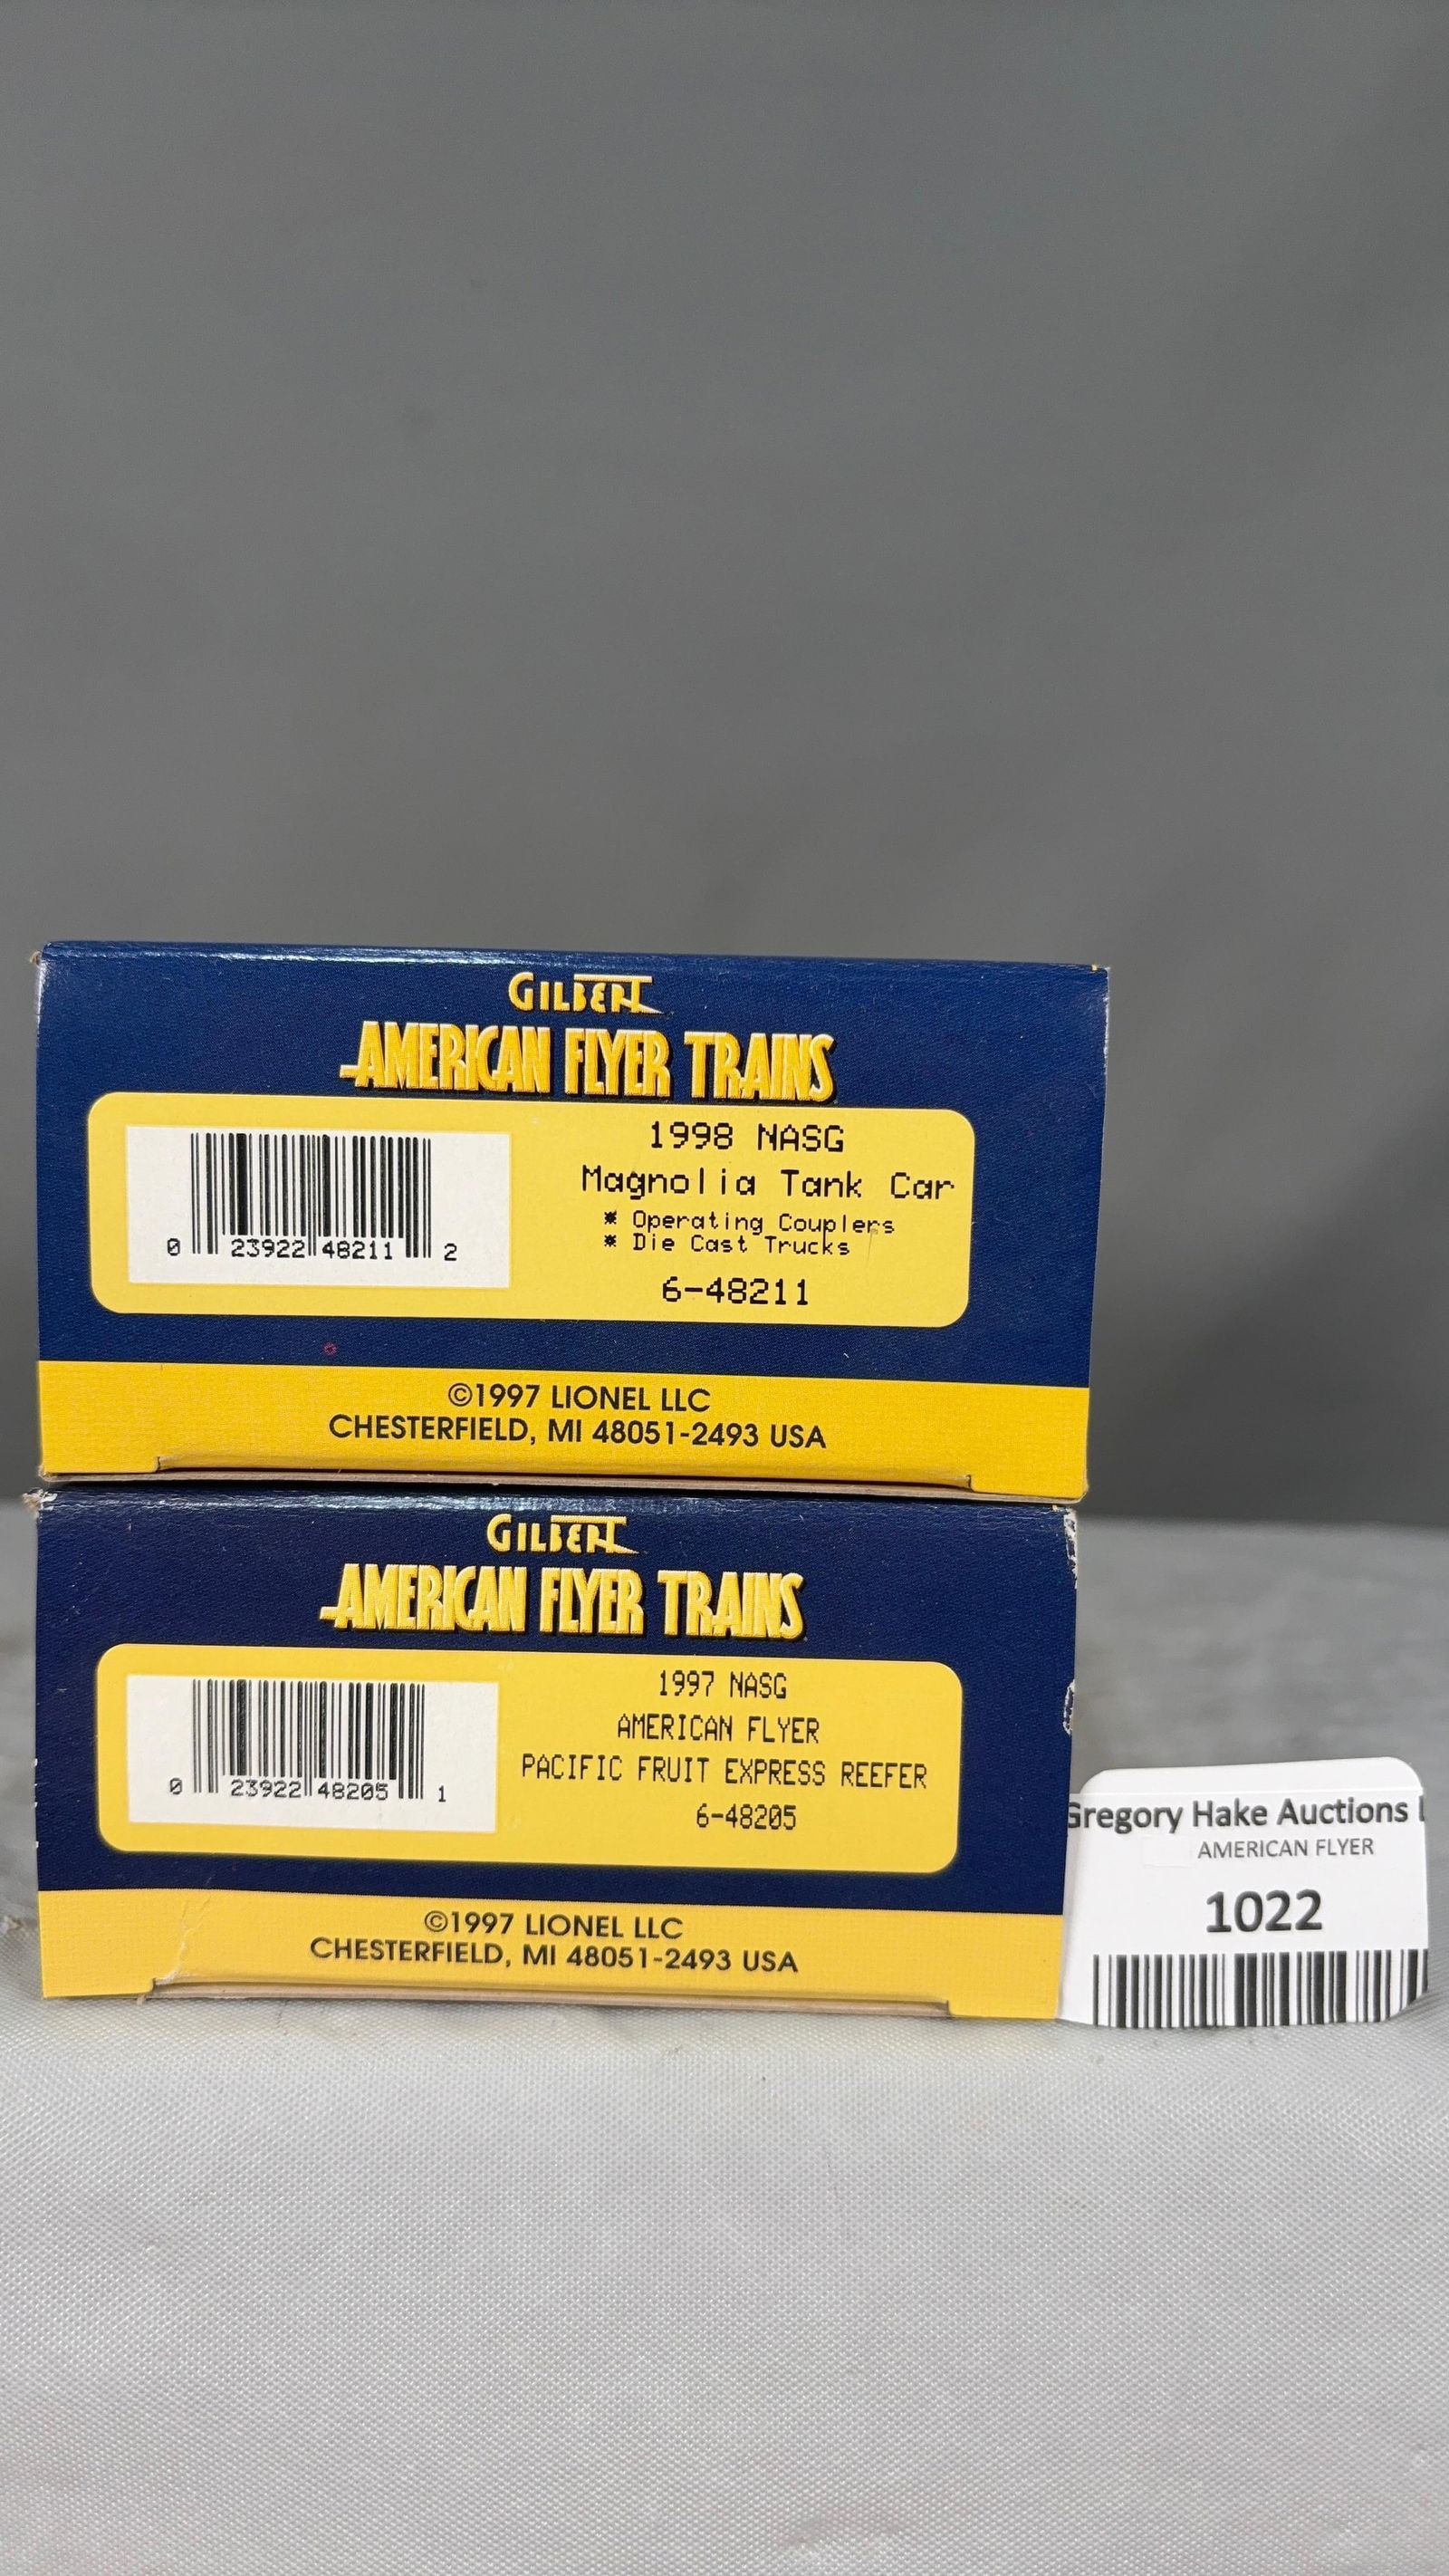 GILBERT
AMERICAN FLYER TRAINS
1998 NASG
Magnolia Tank Car
* Operating Couplers
* Die Cast Trucks
6-48211
0 23922 48211 2
©1997 LIONEL LLC
CHESTERFIELD, MI 48051-2493 USA
GILBERT
AMERICAN FLYER TRAINS
1997 NASG
AMERICAN FLYER
PACIFIC FRUIT EXPRESS REEFER
6-48205
0 23922 48205 1
©1997 LIONEL LLC
CHESTERFIELD, MI 48051-2493 USA
Gregory Hake Auctions
AMERICAN FLYER
1022